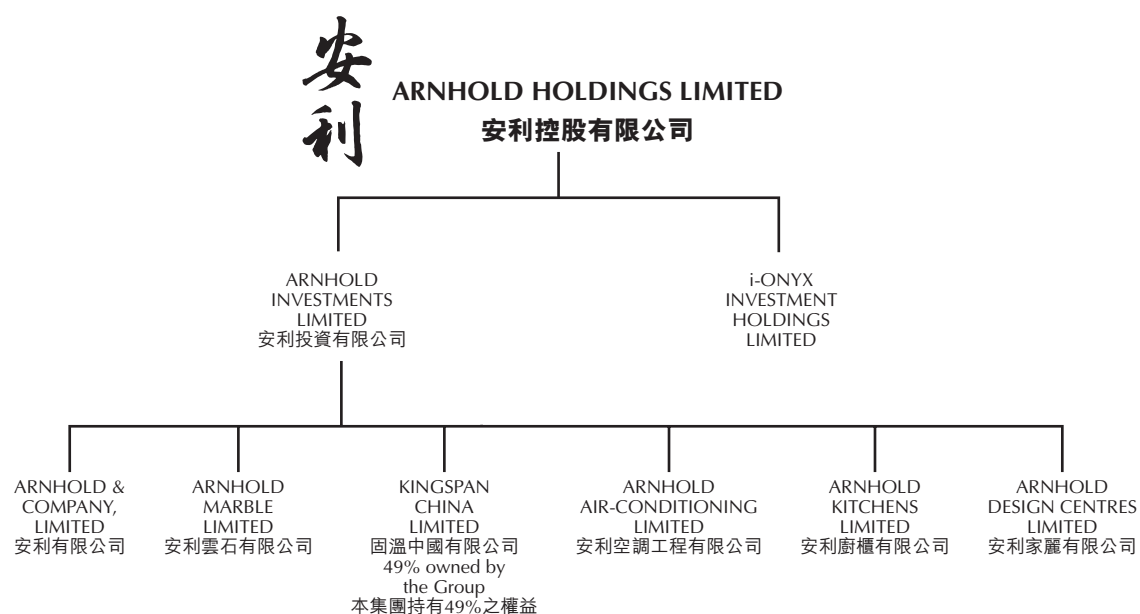 安
利
ARNHOLD HOLDINGS LIMITED
安利控股有限公司
ARNHOLD
INVESTMENTS
LIMITED
安利投資有限公司
i-ONYX
INVESTMENT
HOLDINGS
LIMITED
ARNHOLD &
COMPANY,
LIMITED
安利有限公司
ARNHOLD
MARBLE
LIMITED
安利雲石有限公司
KINGSPAN
CHINA
LIMITED
固溫中國有限公司
49% owned by
the Group
本集團持有49%之權益
ARNHOLD
AIR-CONDITIONING
LIMITED
安利空調工程有限公司
ARNHOLD
KITCHENS
LIMITED
安利廚櫃有限公司
ARNHOLD
DESIGN CENTRES
LIMITED
安利家麗有限公司